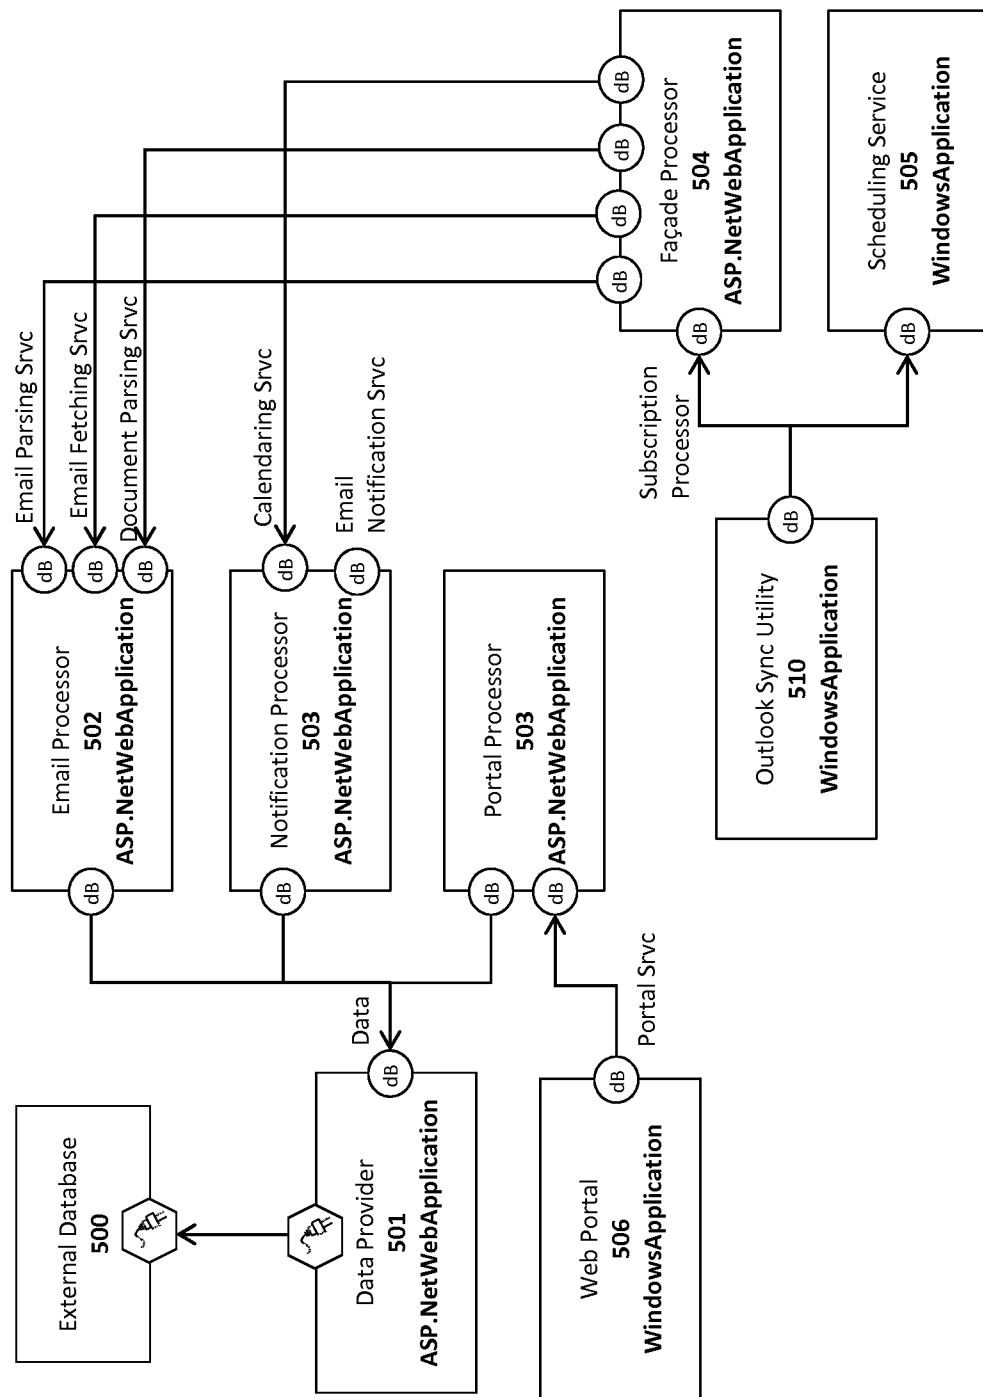 External Database
500
dB
Data Provider
501
ASP.NetWebApplication
Data
dB
Web Portal
506
WindowsApplication
Portal Srvc
dB
Email Processor
502
ASP.NetWebApplication
dB
dB
dB
Email Parsing Srvc
Email Fetching Srvc
Document Parsing Srvc
dB
Notification Processor
503
ASP.NetWebApplication
dB
dB
Calendaring Srvc
Email
Notification Srvc
dB
dB
Portal Processor
503
ASP.NetWebApplication
dB
Outlook Sync Utility
510
WindowsApplication
Subscription
Processor
dB
dB
dB
dB
dB
Façade Processor
504
ASP.NetWebApplication
dB
Scheduling Service
505
WindowsApplication